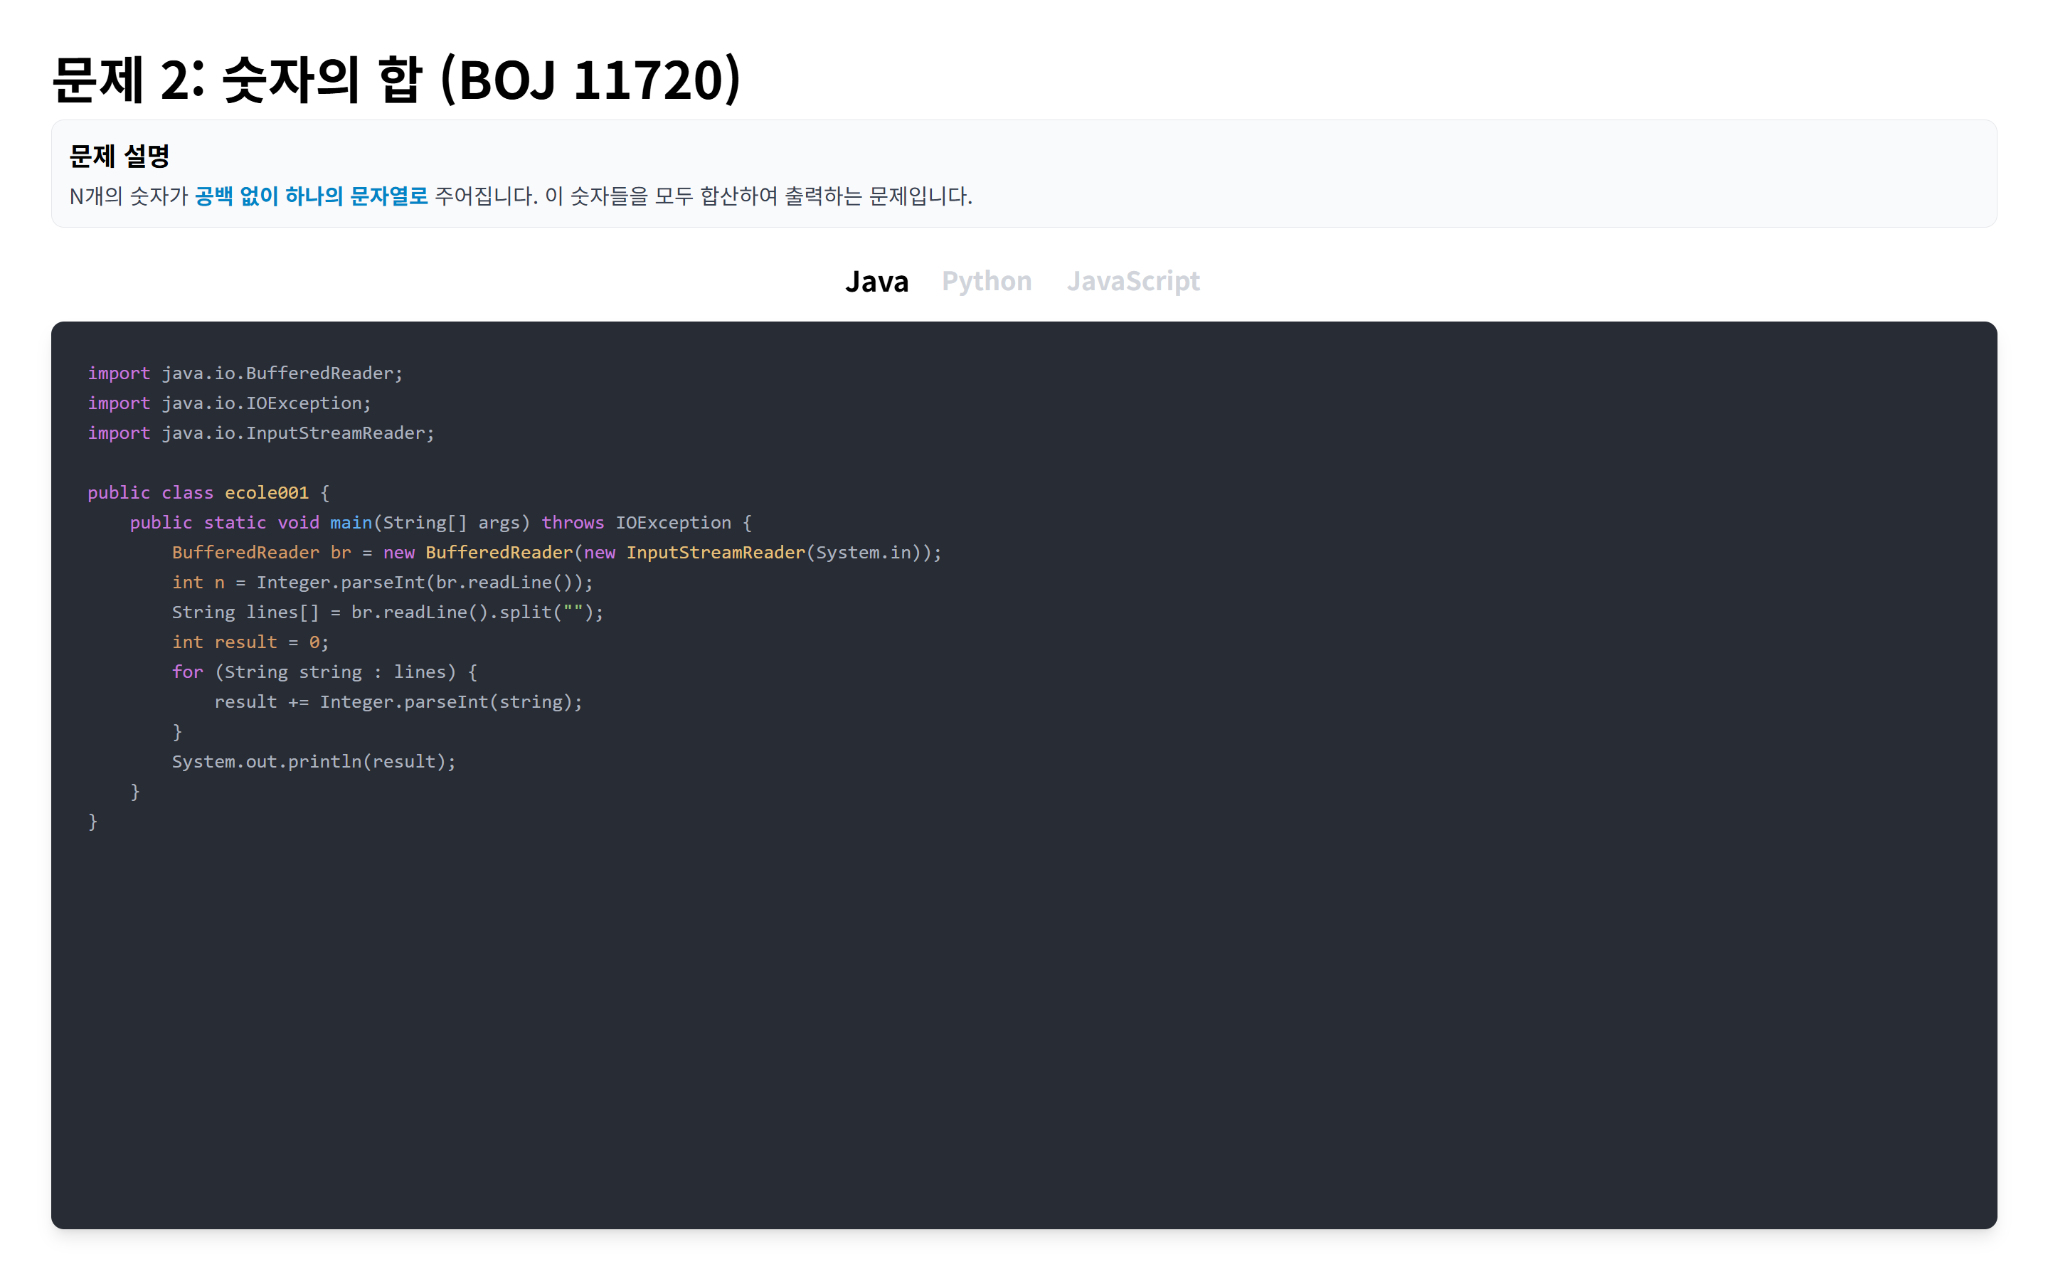 문제 2: 숫자의 합 (BOJ 11720)
문제 설명
N개의 숫자가 공백 없이 하나의 문자열로 주어집니다. 이 숫자들을 모두 합산하여 출력하는 문제입니다.
Java Python JavaScript
import java.io.BufferedReader;
import java.io.IOException;
import java.io.InputStreamReader;

public class ecole001 {
    public static void main(String[] args) throws IOException {
        BufferedReader br = new BufferedReader(new InputStreamReader(System.in));
        int n = Integer.parseInt(br.readLine());
        String lines[] = br.readLine().split("");
        int result = 0;
        for (String string : lines) {
            result += Integer.parseInt(string);
        }
        System.out.println(result);
    }
}